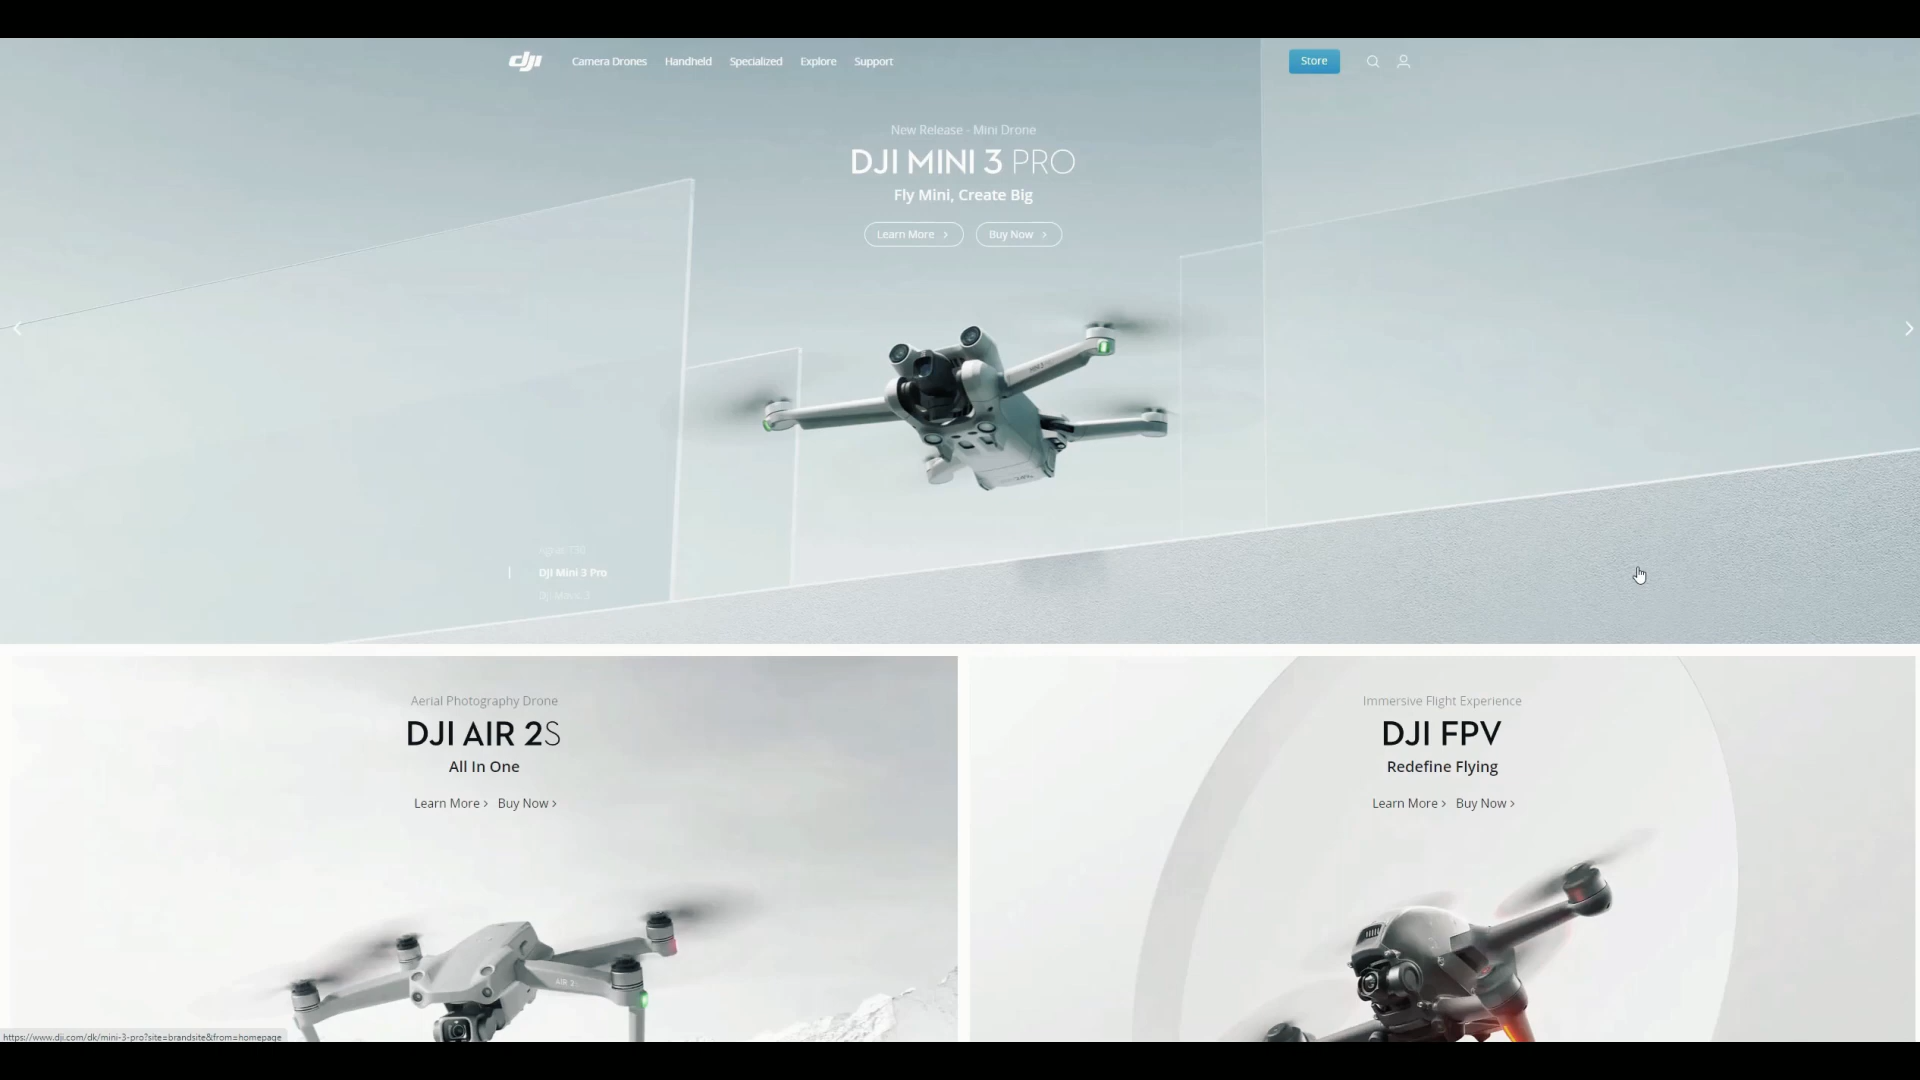 dji Camera Drones Handheld Specialized Explore Support Store
New Release - Mini Drone
DJI MINI 3 PRO
Fly Mini, Create Big
Learn More > Buy Now >
DJI Mini 3 Pro
DJI Mavic 3
Aerial Photography Drone
DJI AIR 2S
All In One
Learn More > Buy Now >
Immersive Flight Experience
DJI FPV
Redefine Flying
Learn More > Buy Now >
https://www.dji.com/dk/mini-3-pro?site=brandsite&from=homepage